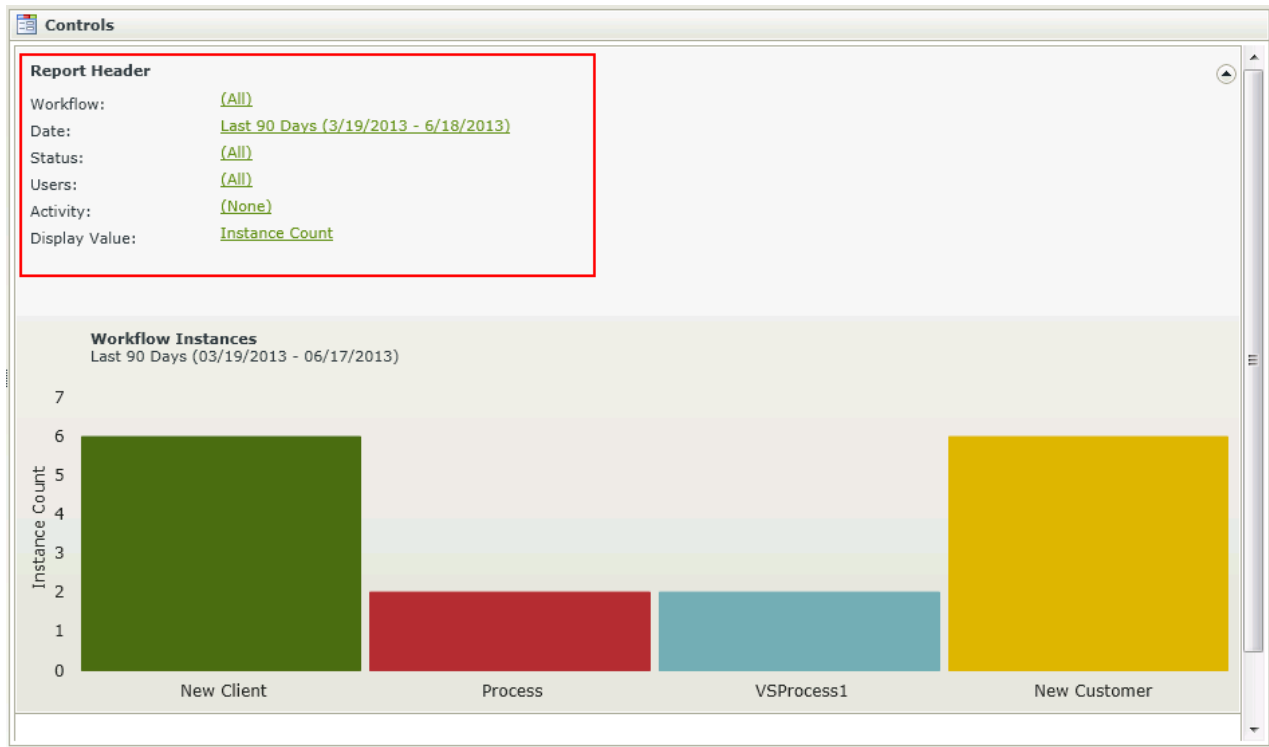 Controls
Report Header
Workflow: (All)
Date: Last 90 Days (3/19/2013 - 6/18/2013)
Status: (All)
Users: (All)
Activity: (None)
Display Value: Instance Count
Workflow Instances
Last 90 Days (03/19/2013 - 06/17/2013)
7
6
5
4
3
2
1
0
Instance Count
New Client Process VSProcess1 New Customer